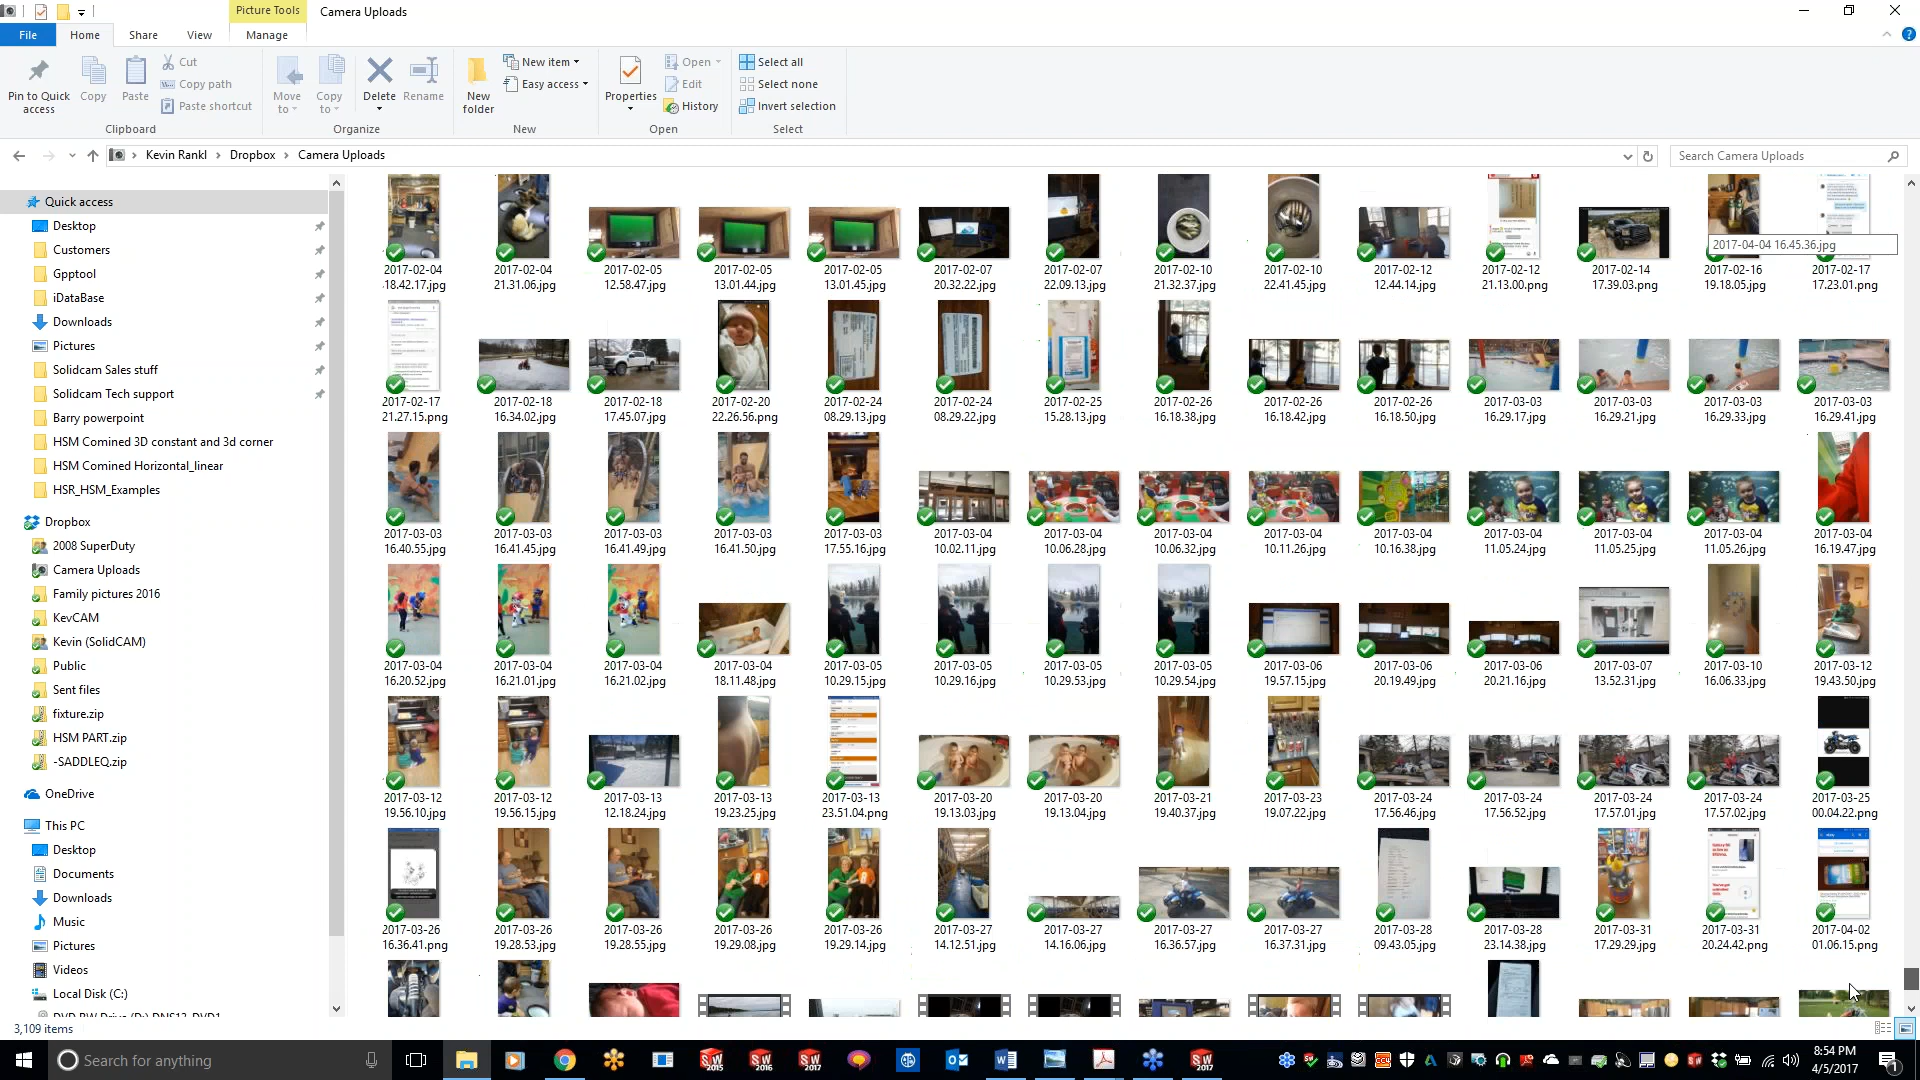 Picture Tools
Camera Uploads
File
Home
Share
View
Manage
Pin to Quick access
Copy
Paste
Cut
Copy path
Paste shortcut
Clipboard
Move to
Copy to
Delete
Rename
Organize
New folder
New item
Easy access
New
Properties
Open
Edit
History
Open
Select all
Select none
Invert selection
Select
Kevin Rankl
Dropbox
Camera Uploads
Search Camera Uploads
Quick access
Desktop
Customers
Gpptool
iDataBase
Downloads
Pictures
Solidcam Sales stuff
Solidcam Tech support
Barry powerpoint
HSM Comined 3D constant and 3d corner
HSM Comined Horizontal_linear
HSR_HSM_Examples
Dropbox
2008 SuperDuty
Camera Uploads
Family pictures 2016
KevCAM
Kevin (SolidCAM)
Public
Sent files
fixture.zip
HSM PART.zip
-SADDLEQ.zip
OneDrive
This PC
Desktop
Documents
Downloads
Music
Pictures
Videos
Local Disk (C:)
2017-04-04 16.45.36.jpg
2017-02-04 18.42.17.jpg
2017-02-04 21.31.06.jpg
2017-02-05 12.58.47.jpg
2017-02-05 13.01.44.jpg
2017-02-05 13.01.45.jpg
2017-02-07 20.32.22.jpg
2017-02-07 22.09.13.jpg
2017-02-10 21.32.37.jpg
2017-02-10 22.41.45.jpg
2017-02-12 12.44.14.jpg
2017-02-12 21.13.00.png
2017-02-14 17.39.03.png
2017-02-16 19.18.05.jpg
2017-02-17 17.23.01.png
2017-02-17 21.27.15.png
2017-02-18 16.34.02.jpg
2017-02-18 17.45.07.jpg
2017-02-20 22.26.56.png
2017-02-24 08.29.13.jpg
2017-02-24 08.29.22.jpg
2017-02-25 15.28.13.jpg
2017-02-26 16.18.38.jpg
2017-02-26 16.18.42.jpg
2017-02-26 16.18.50.jpg
2017-03-03 16.29.17.jpg
2017-03-03 16.29.21.jpg
2017-03-03 16.29.33.jpg
2017-03-03 16.29.41.jpg
2017-03-03 16.40.55.jpg
2017-03-03 16.41.45.jpg
2017-03-03 16.41.49.jpg
2017-03-03 16.41.50.jpg
2017-03-03 17.55.16.jpg
2017-03-04 10.02.11.jpg
2017-03-04 10.06.28.jpg
2017-03-04 10.06.32.jpg
2017-03-04 10.11.26.jpg
2017-03-04 10.16.38.jpg
2017-03-04 11.05.24.jpg
2017-03-04 11.05.25.jpg
2017-03-04 11.05.26.jpg
2017-03-04 16.19.47.jpg
2017-03-04 16.20.52.jpg
2017-03-04 16.21.01.jpg
2017-03-04 16.21.02.jpg
2017-03-04 18.11.48.jpg
2017-03-05 10.29.15.jpg
2017-03-05 10.29.16.jpg
2017-03-05 10.29.53.jpg
2017-03-05 10.29.54.jpg
2017-03-06 19.57.15.jpg
2017-03-06 20.19.49.jpg
2017-03-06 20.21.16.jpg
2017-03-07 13.52.31.jpg
2017-03-10 16.06.33.jpg
2017-03-12 19.43.50.jpg
2017-03-12 19.56.10.jpg
2017-03-12 19.56.15.jpg
2017-03-13 12.18.24.jpg
2017-03-13 19.23.25.jpg
2017-03-13 23.51.04.png
2017-03-20 19.13.03.jpg
2017-03-20 19.13.04.jpg
2017-03-21 19.40.37.jpg
2017-03-23 19.07.22.jpg
2017-03-24 17.56.46.jpg
2017-03-24 17.56.52.jpg
2017-03-24 17.57.01.jpg
2017-03-24 17.57.02.jpg
2017-03-25 00.04.22.png
2017-03-26 16.36.41.png
2017-03-26 19.28.53.jpg
2017-03-26 19.28.55.jpg
2017-03-26 19.29.08.jpg
2017-03-26 19.29.14.jpg
2017-03-27 14.12.51.jpg
2017-03-27 14.16.06.jpg
2017-03-27 16.36.57.jpg
2017-03-27 16.37.31.jpg
2017-03-28 09.43.05.jpg
2017-03-28 23.14.38.jpg
2017-03-31 17.29.29.jpg
2017-03-31 20.24.42.png
2017-04-02 01.06.15.png
3,109 items
Search for anything
8:54 PM
4/5/2017